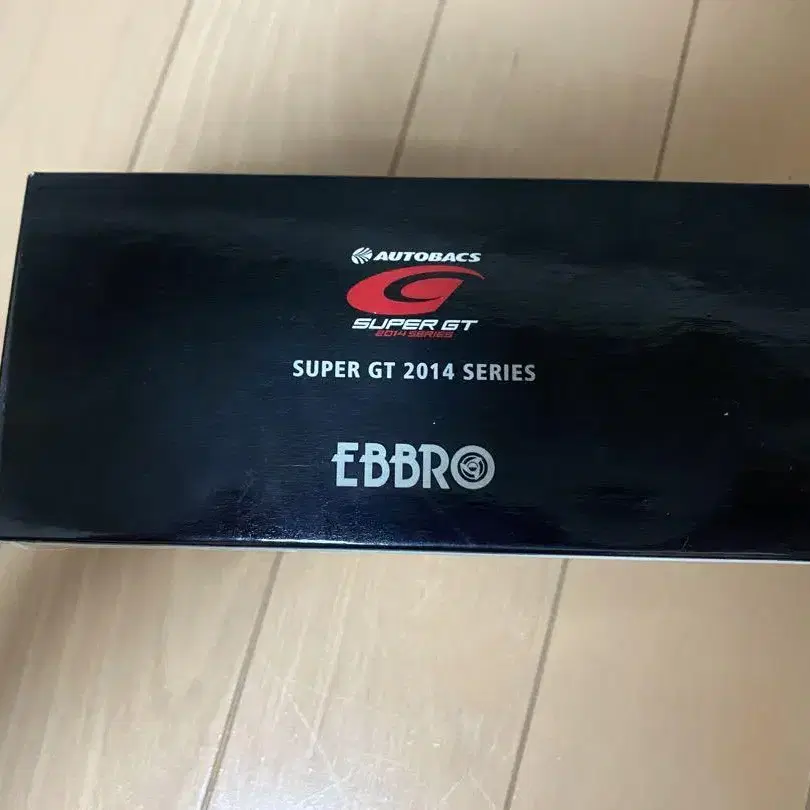 AUTOBACS
SUPER GT
2014 SERIES
SUPER GT 2014 SERIES
EBBRO